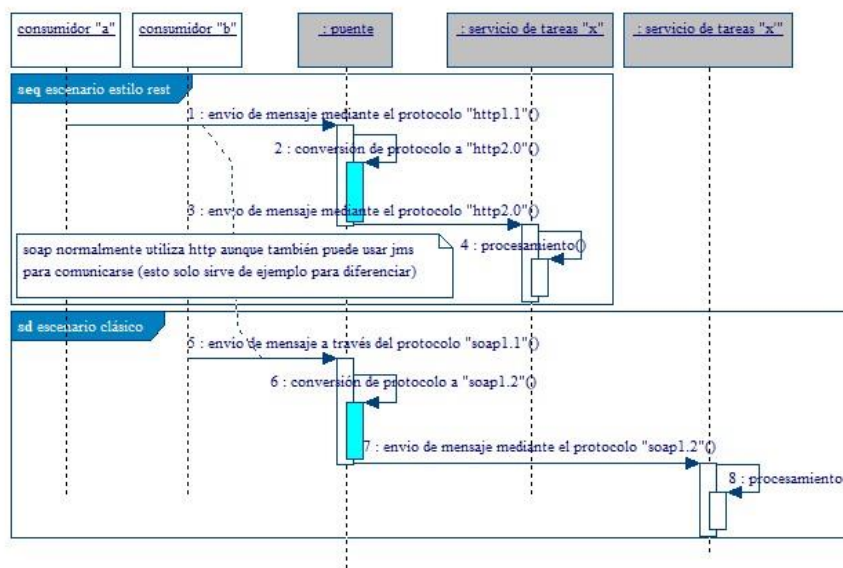 consumidor "a"
consumidor "b"
: puente
: servicio de tareas "x"
: servicio de tareas "x'"
seq escenario estilo rest
1 : envio de mensaje mediante el protocolo "http1.1"()
2 : conversión de protocolo a "http2.0"()
3 : envio de mensaje mediante el protocolo "http2.0"()
4 : procesamiento()
soap normalmente utiliza http aunque también puede usar jms
para comunicarse (esto solo sirve de ejemplo para diferenciar)
sd escenario clásico
5 : envio de mensaje a través del protocolo "soap1.1"()
6 : conversión de protocolo a "soap1.2"()
7 : envio de mensaje mediante el protocolo "soap1.2"()
8 : procesamiento